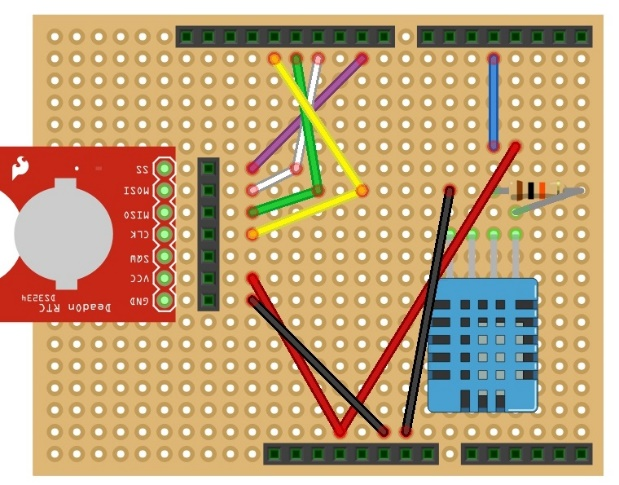 SS
MOSI
MISO
CLK
SQW
VCC
GND
DeadOn RTC
DS3234